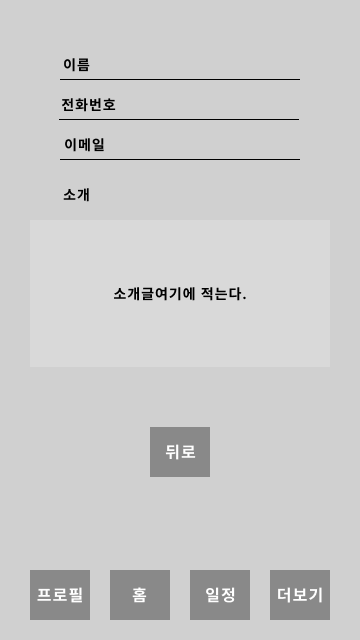 이름
전화번호
이메일
소개
소개글여기에 적는다.
뒤로
프로필 홈 일정 더보기